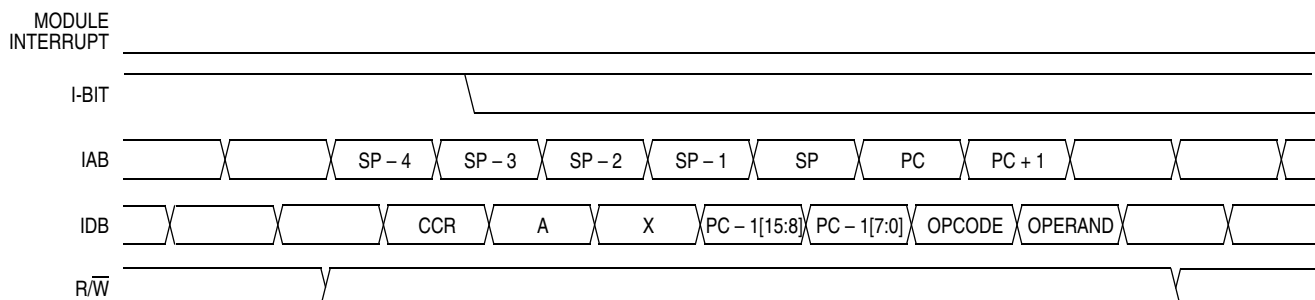 MODULE
INTERRUPT
I-BIT
IAB SP – 4 SP – 3 SP – 2 SP – 1 SP PC PC + 1
IDB CCR A X PC – 1[15:8] PC – 1[7:0] OPCODE OPERAND
R/W̅